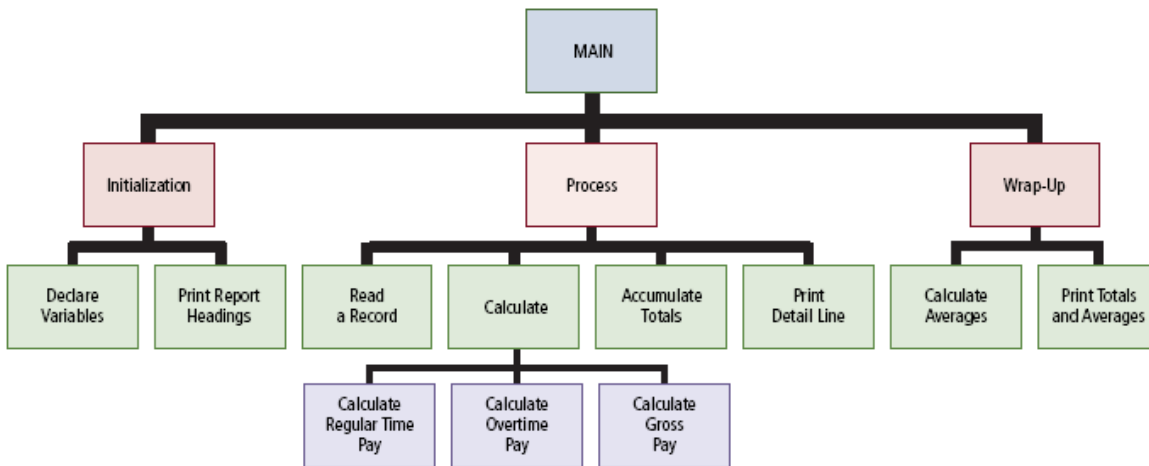 MAIN
Initialization
Process
Wrap-Up
Declare
Variables
Print Report
Headings
Read
a Record
Calculate
Accumulate
Totals
Print
Detail Line
Calculate
Averages
Print Totals
and Averages
Calculate
Regular Time
Pay
Calculate
Overtime
Pay
Calculate
Gross
Pay